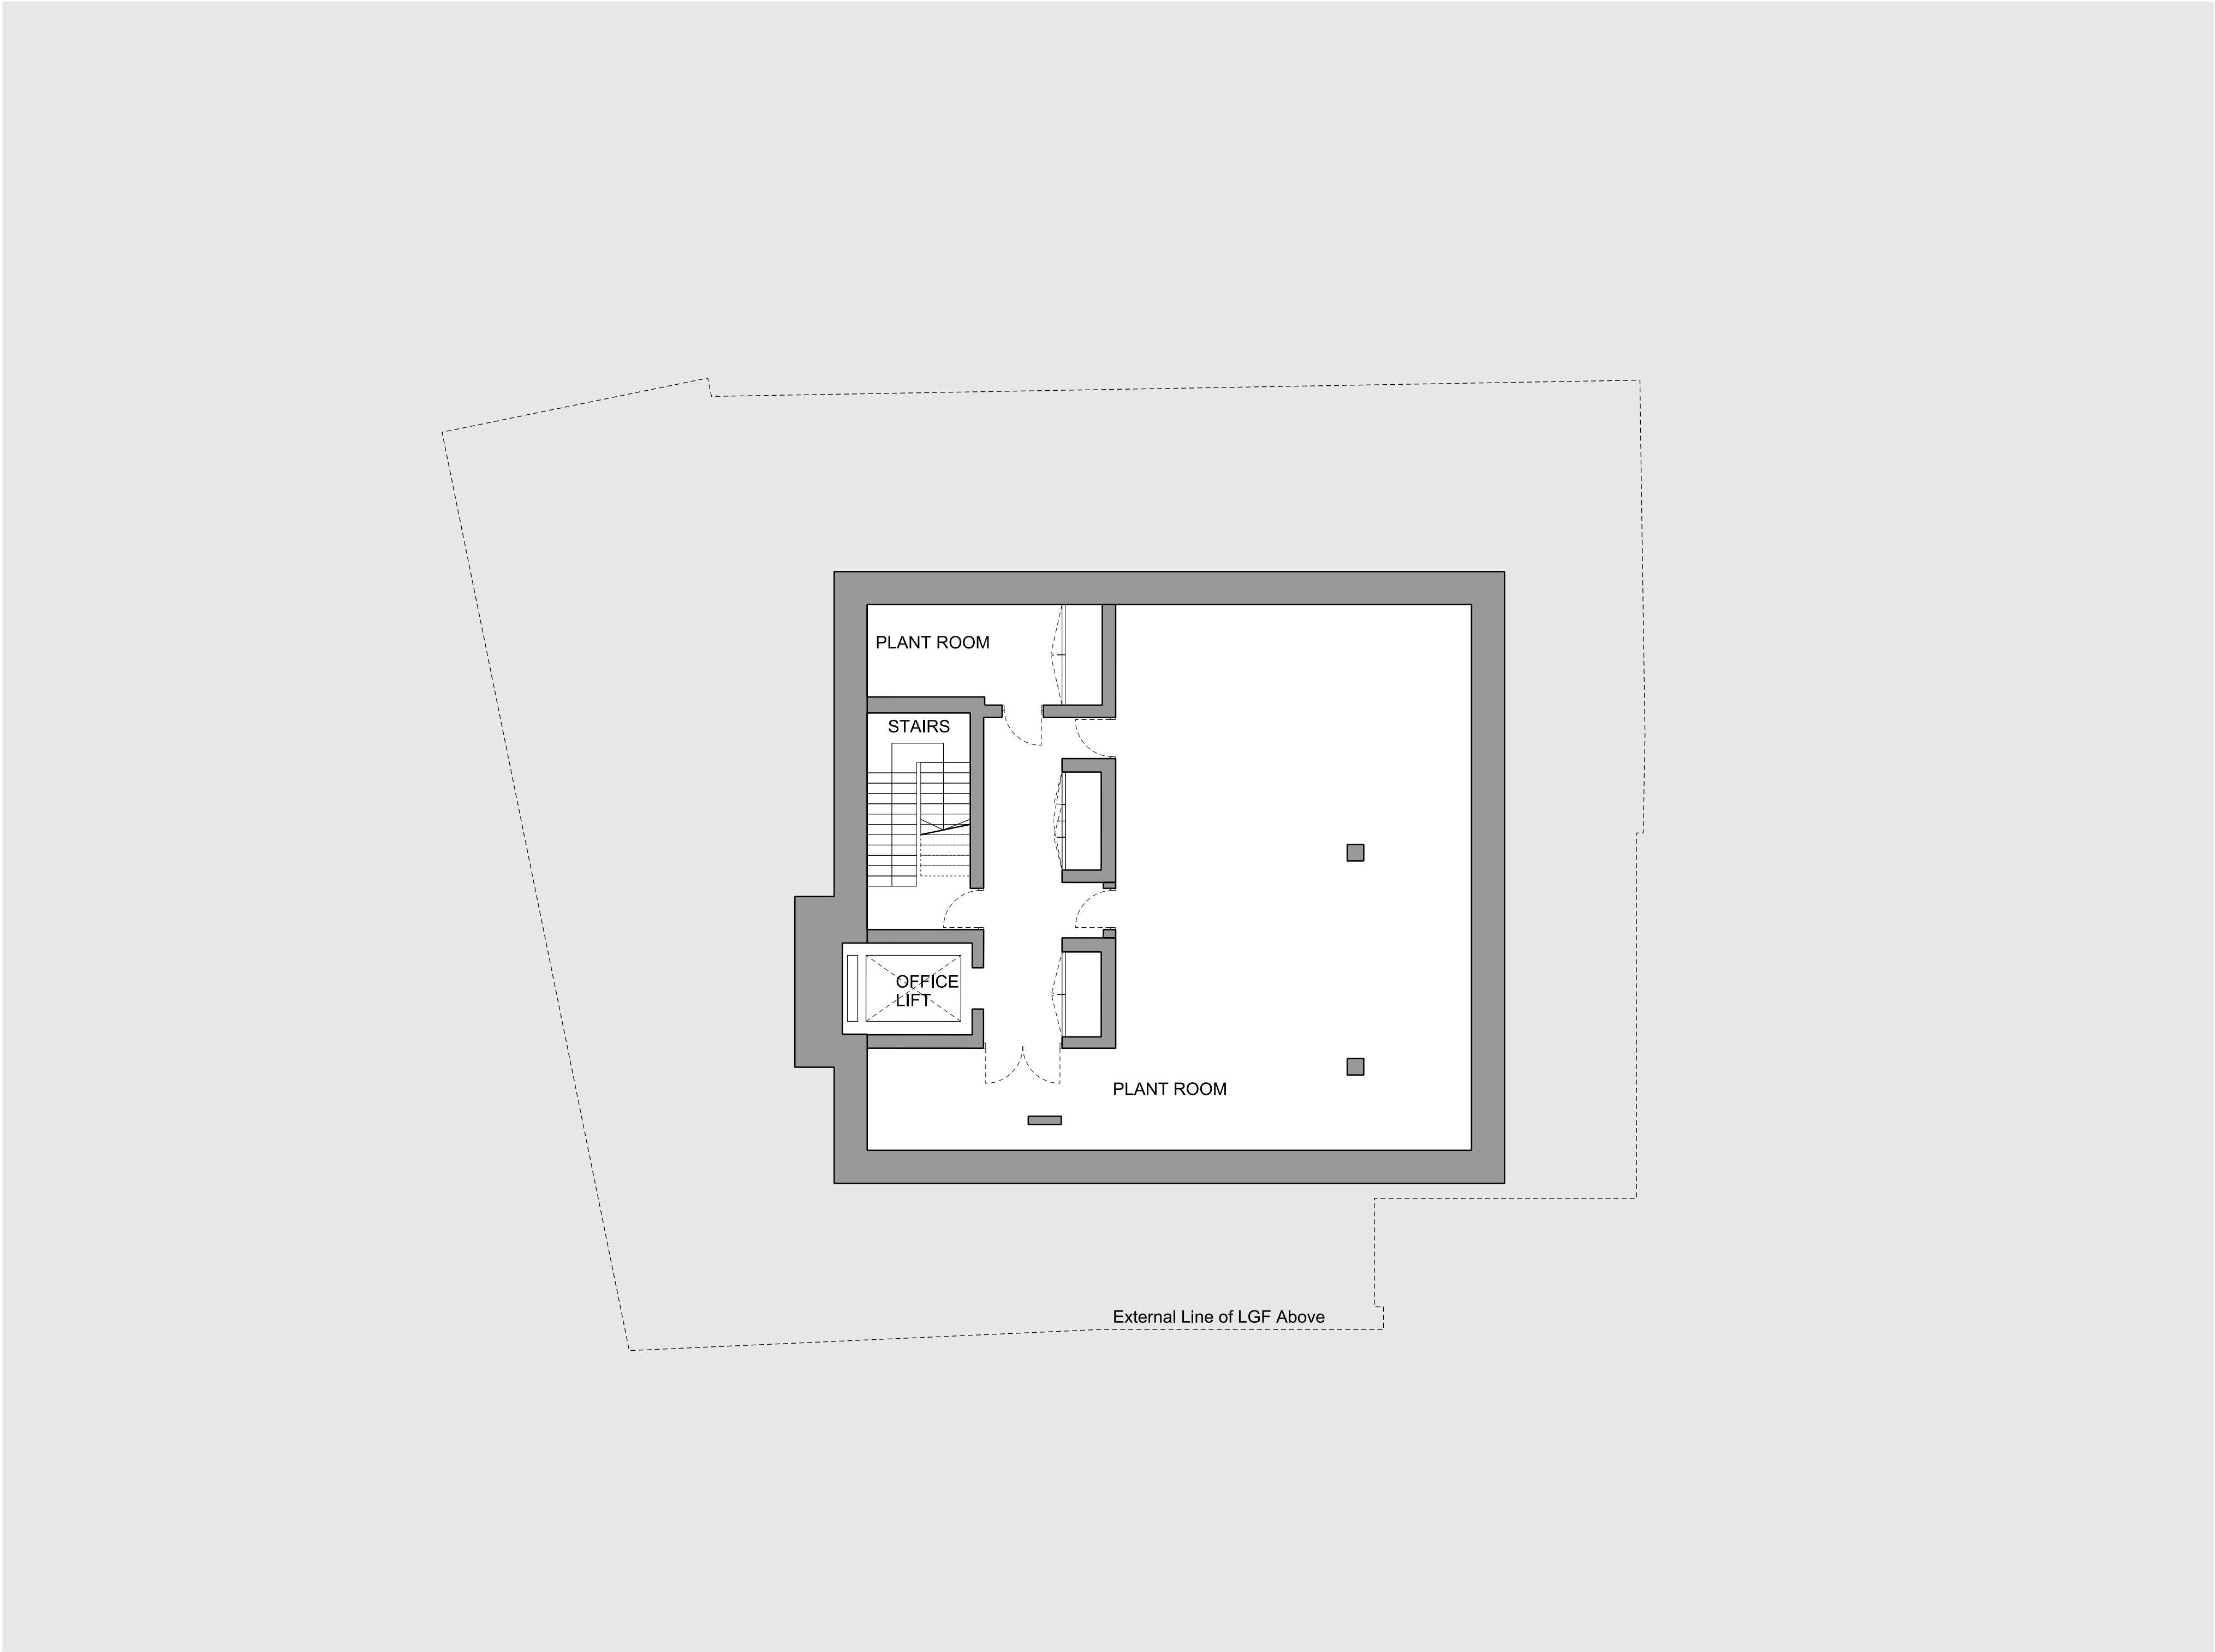 PLANT ROOM
STAIRS
OFFICE
LIFT
PLANT ROOM
External Line of LGF Above